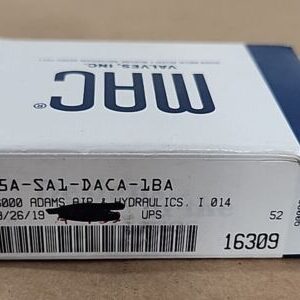 MAC®
VALVES, INC.
5A-SA1-DACA-1BA
6000 ADAMS AIR & HYDRAULICS. I 014
8/26/19 UPS 52
16309